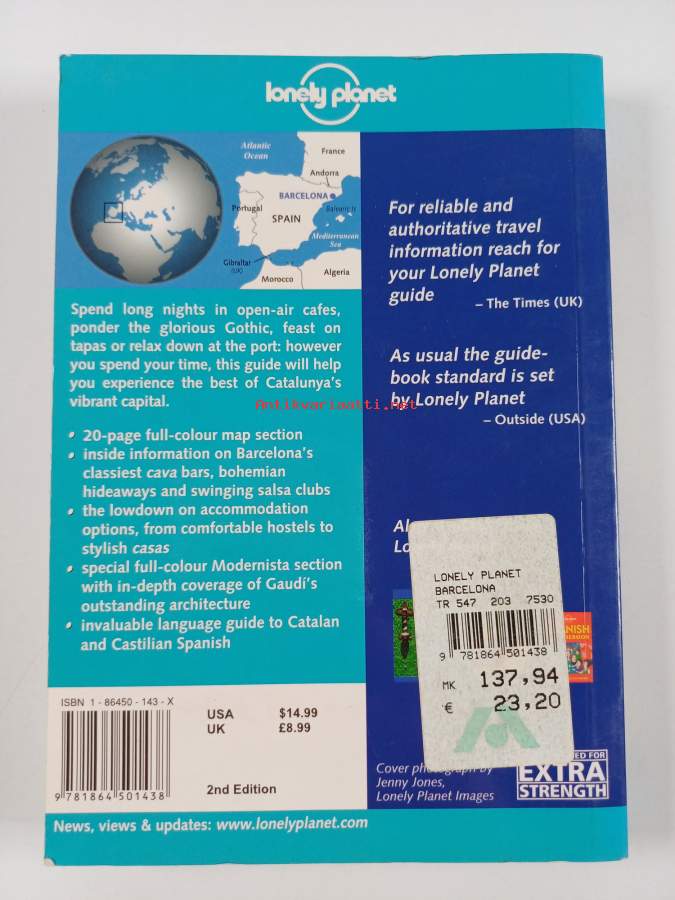 lonely planet
Atlantic
Ocean
France
Andorra
BARCELONA
Portugal
SPAIN
Balearic Is
Mediterranean
Sea
Gibraltar
(UK)
Morocco
Algeria
Spend long nights in open-air cafes,
ponder the glorious Gothic, feast on
tapas or relax down at the port: however
you spend your time, this guide will help
you experience the best of Catalunya's
vibrant capital.
• 20-page full-colour map section
• inside information on Barcelona's
classiest cava bars, bohemian
hideaways and swinging salsa clubs
• the lowdown on accommodation
options, from comfortable hostels to
stylish casas
• special full-colour Modernista section
with in-depth coverage of Gaudí's
outstanding architecture
• invaluable language guide to Catalan
and Castilian Spanish
For reliable and
authoritative travel
information reach for
your Lonely Planet
guide
– The Times (UK)
As usual the guide-
book standard is set
by Lonely Planet
– Outside (USA)
Antikvariaatti.net
LONELY PLANET
BARCELONA
TR 547 203 7530
9 781864 501438
MK 137,94
€ 23,20
ISBN 1 - 86450 - 143 - X
9 781864 501438
USA $14.99
UK £8.99
2nd Edition
Cover photograph by
Jenny Jones,
Lonely Planet Images
EXTRA
STRENGTH
News, views & updates: www.lonelyplanet.com